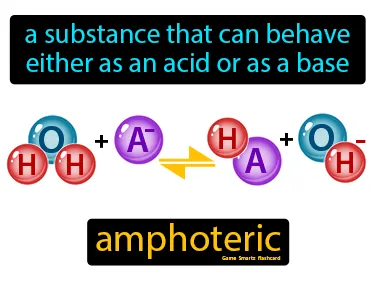 a substance that can behave
either as an acid or as a base
O H H + A⁻ ⇌ H A + O H -
amphoteric
Game Smartz flashcard